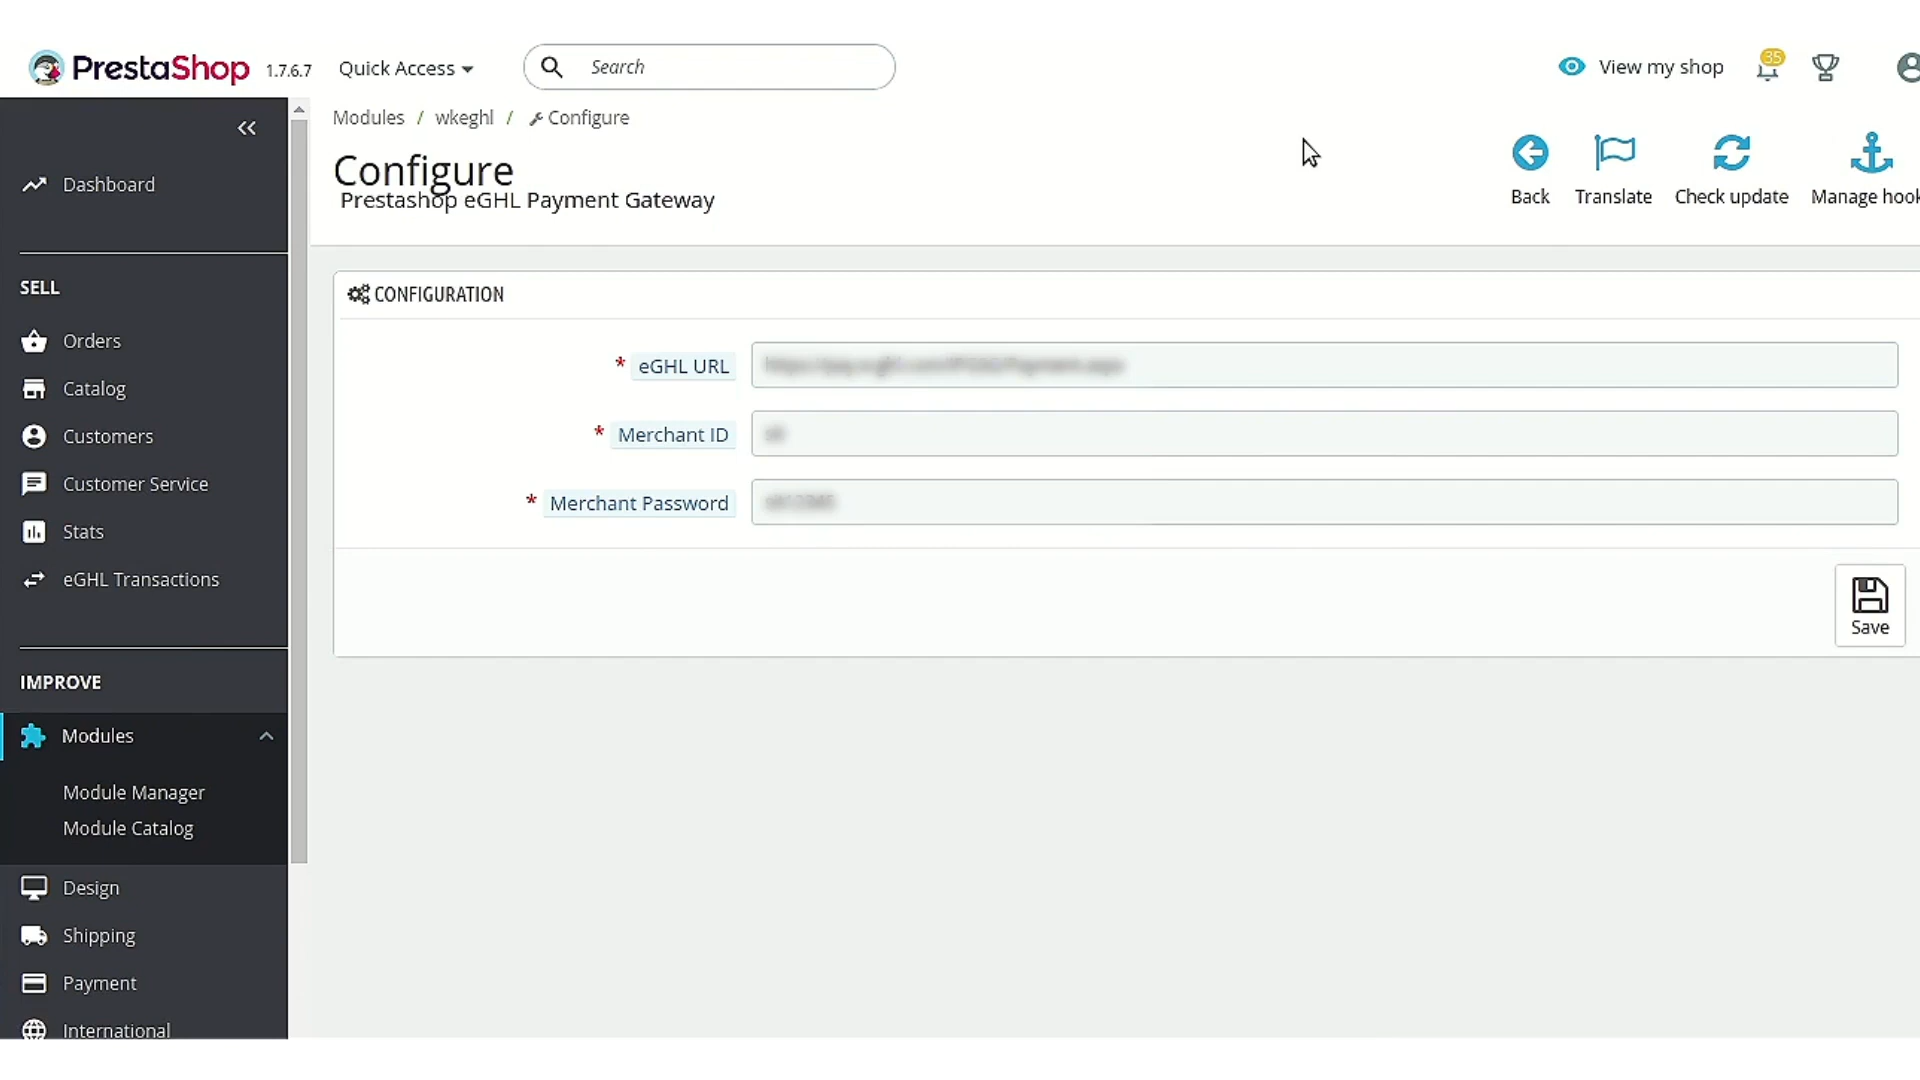 PrestaShop 1.7.6.7 Quick Access Search View my shop 35
Modules / wkeghl / Configure
Configure
Prestashop eGHL Payment Gateway
Back Translate Check update Manage hook
Dashboard
SELL
Orders
Catalog
Customers
Customer Service
Stats
eGHL Transactions
IMPROVE
Modules
Module Manager
Module Catalog
Design
Shipping
Payment
International
CONFIGURATION
* eGHL URL
* Merchant ID
* Merchant Password
Save